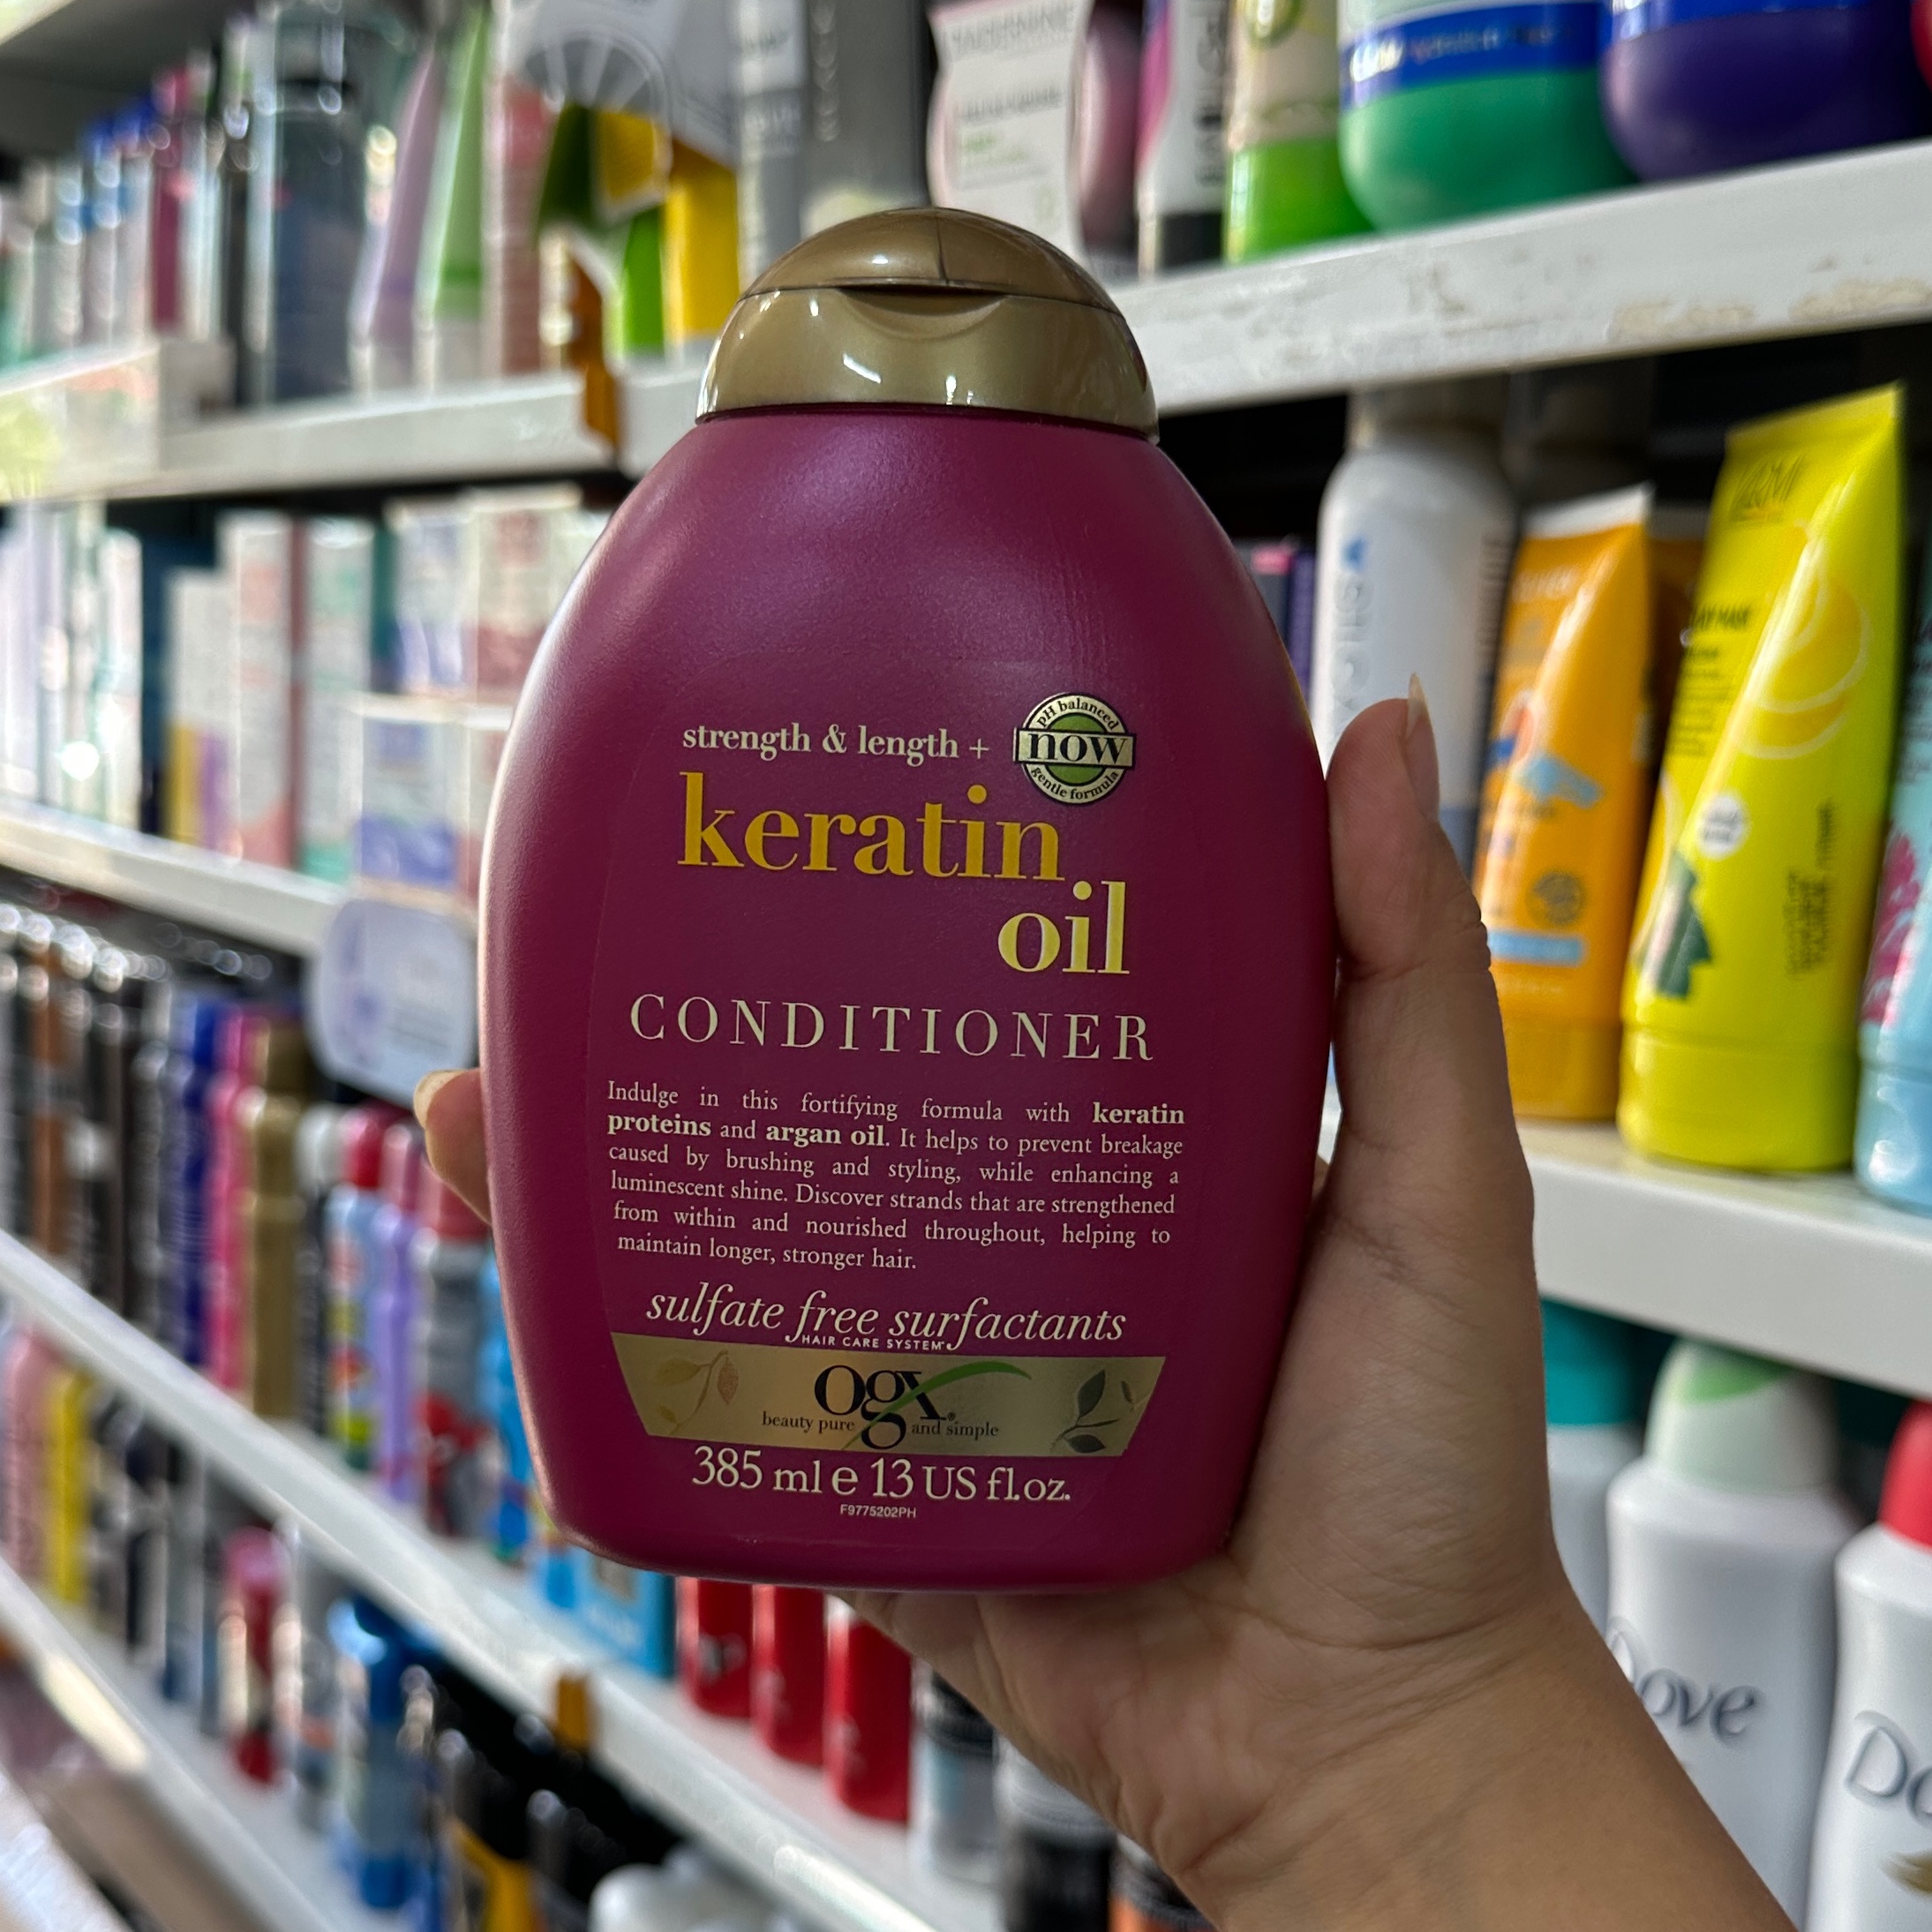 strength & length +
pH balanced
now
gentle formula
keratin
oil
CONDITIONER
Indulge in this fortifying formula with keratin
proteins and argan oil. It helps to prevent breakage
caused by brushing and styling, while enhancing a
luminescent shine. Discover strands that are strengthened
from within and nourished throughout, helping to
maintain longer, stronger hair.
sulfate free surfactants
HAIR CARE SYSTEM™
ogx®
beauty pure and simple
385 ml e 13 US fl.oz.
F9775202PH
Dove